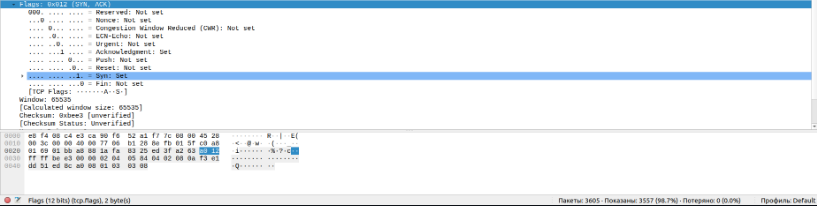 Flags: 0x012 (SYN, ACK)
000. .... .... = Reserved: Not set
...0 .... .... = Nonce: Not set
.... 0... .... = Congestion Window Reduced (CWR): Not set
.... .0.. .... = ECN-Echo: Not set
.... ..0. .... = Urgent: Not set
.... ...1 .... = Acknowledgment: Set
.... .... 0... = Push: Not set
.... .... .0.. = Reset: Not set
.... .... ..1. = Syn: Set
.... .... ...0 = Fin: Not set
[TCP Flags: ·······A··S·]
Window: 65535
[Calculated window size: 65535]
Checksum: 0xbee3 [unverified]
[Checksum Status: Unverified]
0000 e8 f4 08 c4 e3 ca 90 f6 52 a1 f7 7c 08 00 45 28 ········ R··|··E(
0010 00 3c 00 00 40 00 77 06 b1 28 8e fb 01 5f c0 a8 ·<··@·w· ·(···_··
0020 01 69 01 bb a8 88 1a fa 83 25 ed 3f a2 63 a0 12 ·i······ ·%·?·c··
0030 ff ff be e3 00 00 02 04 05 84 04 02 08 0a f3 e1 ········ ········
0040 dd 51 ed 8c a0 08 01 03 03 08 ·Q······ ··
Flags (12 bits) (tcp.flags), 2 byte(s) Пакеты: 3605 · Показаны: 3557 (98.7%) · Потеряно: 0 (0.0%) Профиль: Default